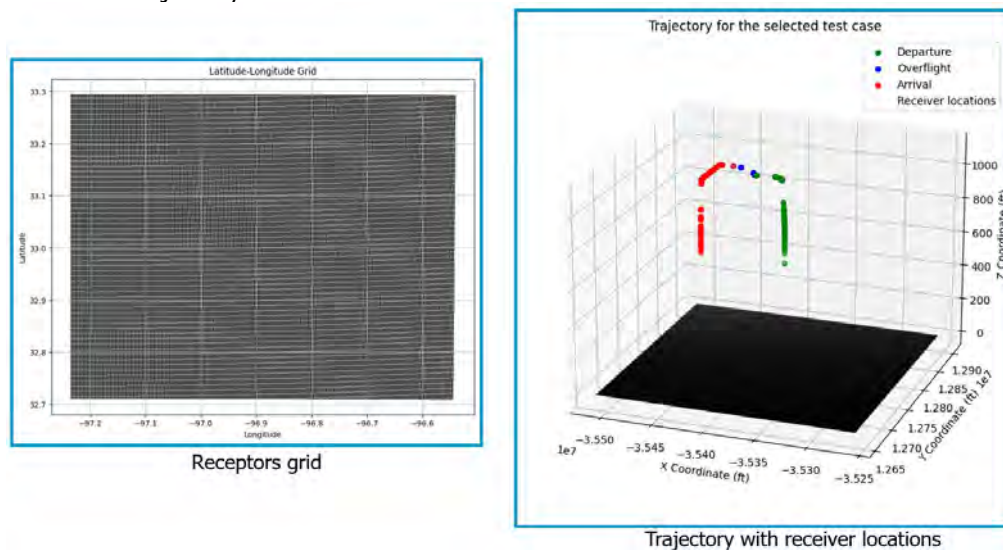 Latitude-Longitude Grid
33.3
33.2
33.1
33.0
32.9
32.8
32.7
Latitude
−97.2
−97.1
−97.0
−96.9
−96.8
−96.7
−96.6
Longitude
Receptors grid
Trajectory for the selected test case
Departure
Overflight
Arrival
Receiver locations
1000
800
600
400
200
0
Z Coordinate (ft)
1e7
−3.550
−3.545
−3.540
−3.535
−3.530
−3.525
X Coordinate (ft)
1.290
1.285
1.280
1.275
1.270
1.265
1e7
Y Coordinate (ft)
Trajectory with receiver locations